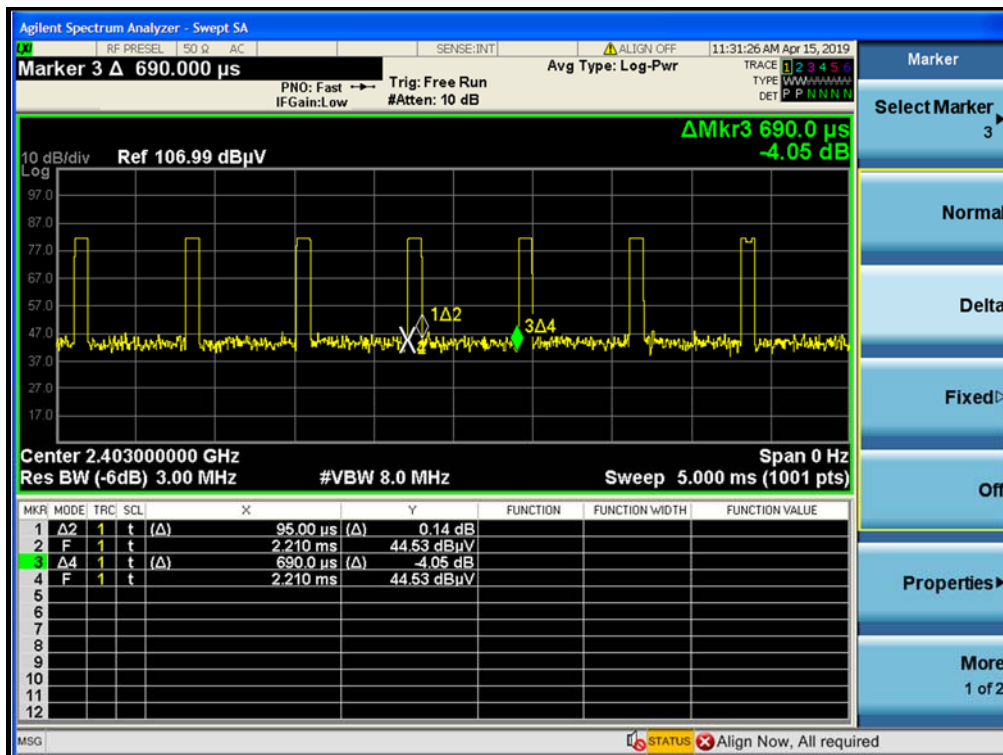 Agilent Spectrum Analyzer - Swept SA
LXI RF PRESEL 50 Ω AC SENSE:INT ALIGN OFF 11:31:26 AM Apr 15, 2019
Marker 3 Δ 690.000 µs
PNO: Fast
IFGain:Low
Trig: Free Run
#Atten: 10 dB
Avg Type: Log-Pwr
TRACE 1 2 3 4 5 6
TYPE
DET P P N N N N
ΔMkr3 690.0 µs
-4.05 dB
10 dB/div Ref 106.99 dBµV
Log
97.0
87.0
77.0
67.0
57.0
47.0
37.0
27.0
17.0
1Δ2
3Δ4
Center 2.403000000 GHz Span 0 Hz
Res BW (-6dB) 3.00 MHz #VBW 8.0 MHz Sweep 5.000 ms (1001 pts)
MKR MODE TRC SCL X Y FUNCTION FUNCTION WIDTH FUNCTION VALUE
1 Δ2 1 t (Δ) 95.00 µs (Δ) 0.14 dB
2 F 1 t 2.210 ms 44.53 dBµV
3 Δ4 1 t (Δ) 690.0 µs (Δ) -4.05 dB
4 F 1 t 2.210 ms 44.53 dBµV
5
6
7
8
9
10
11
12
MSG STATUS Align Now, All required
Marker
Select Marker
3
Normal
Delta
Fixed
Off
Properties
More
1 of 2